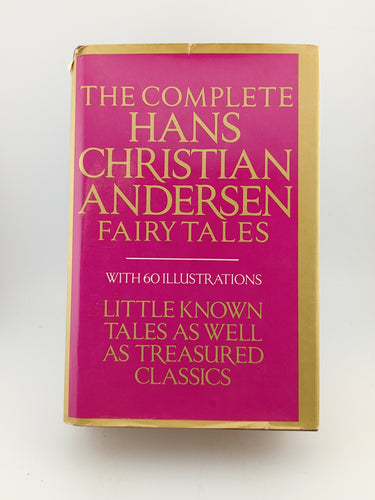 THE COMPLETE
HANS
CHRISTIAN
ANDERSEN
FAIRY TALES
WITH 60 ILLUSTRATIONS
LITTLE KNOWN
TALES AS WELL
AS TREASURED
CLASSICS